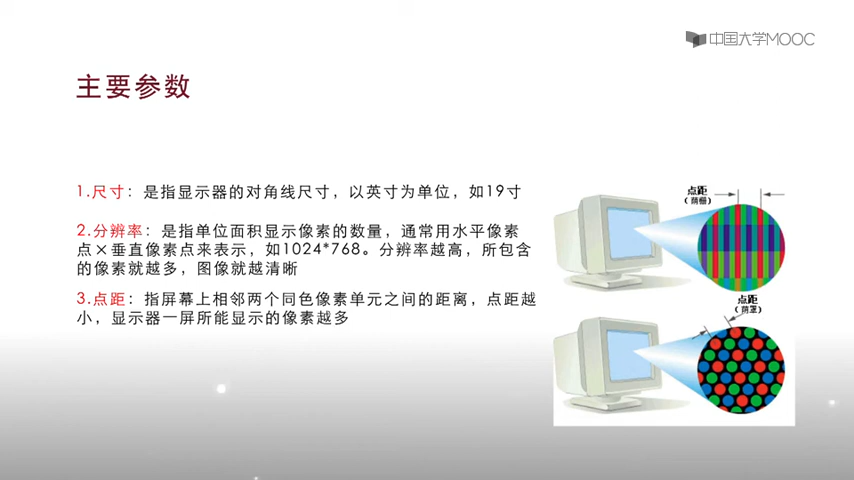 中国大学MOOC
主要参数
1.尺寸：是指显示器的对角线尺寸，以英寸为单位，如19寸
2.分辨率：是指单位面积显示像素的数量，通常用水平像素
点×垂直像素点来表示，如1024*768。分辨率越高，所包含
的像素就越多，图像就越清晰
3.点距：指屏幕上相邻两个同色像素单元之间的距离，点距越
小，显示器一屏所能显示的像素越多
点距
（荫栅）
点距
（荫罩）